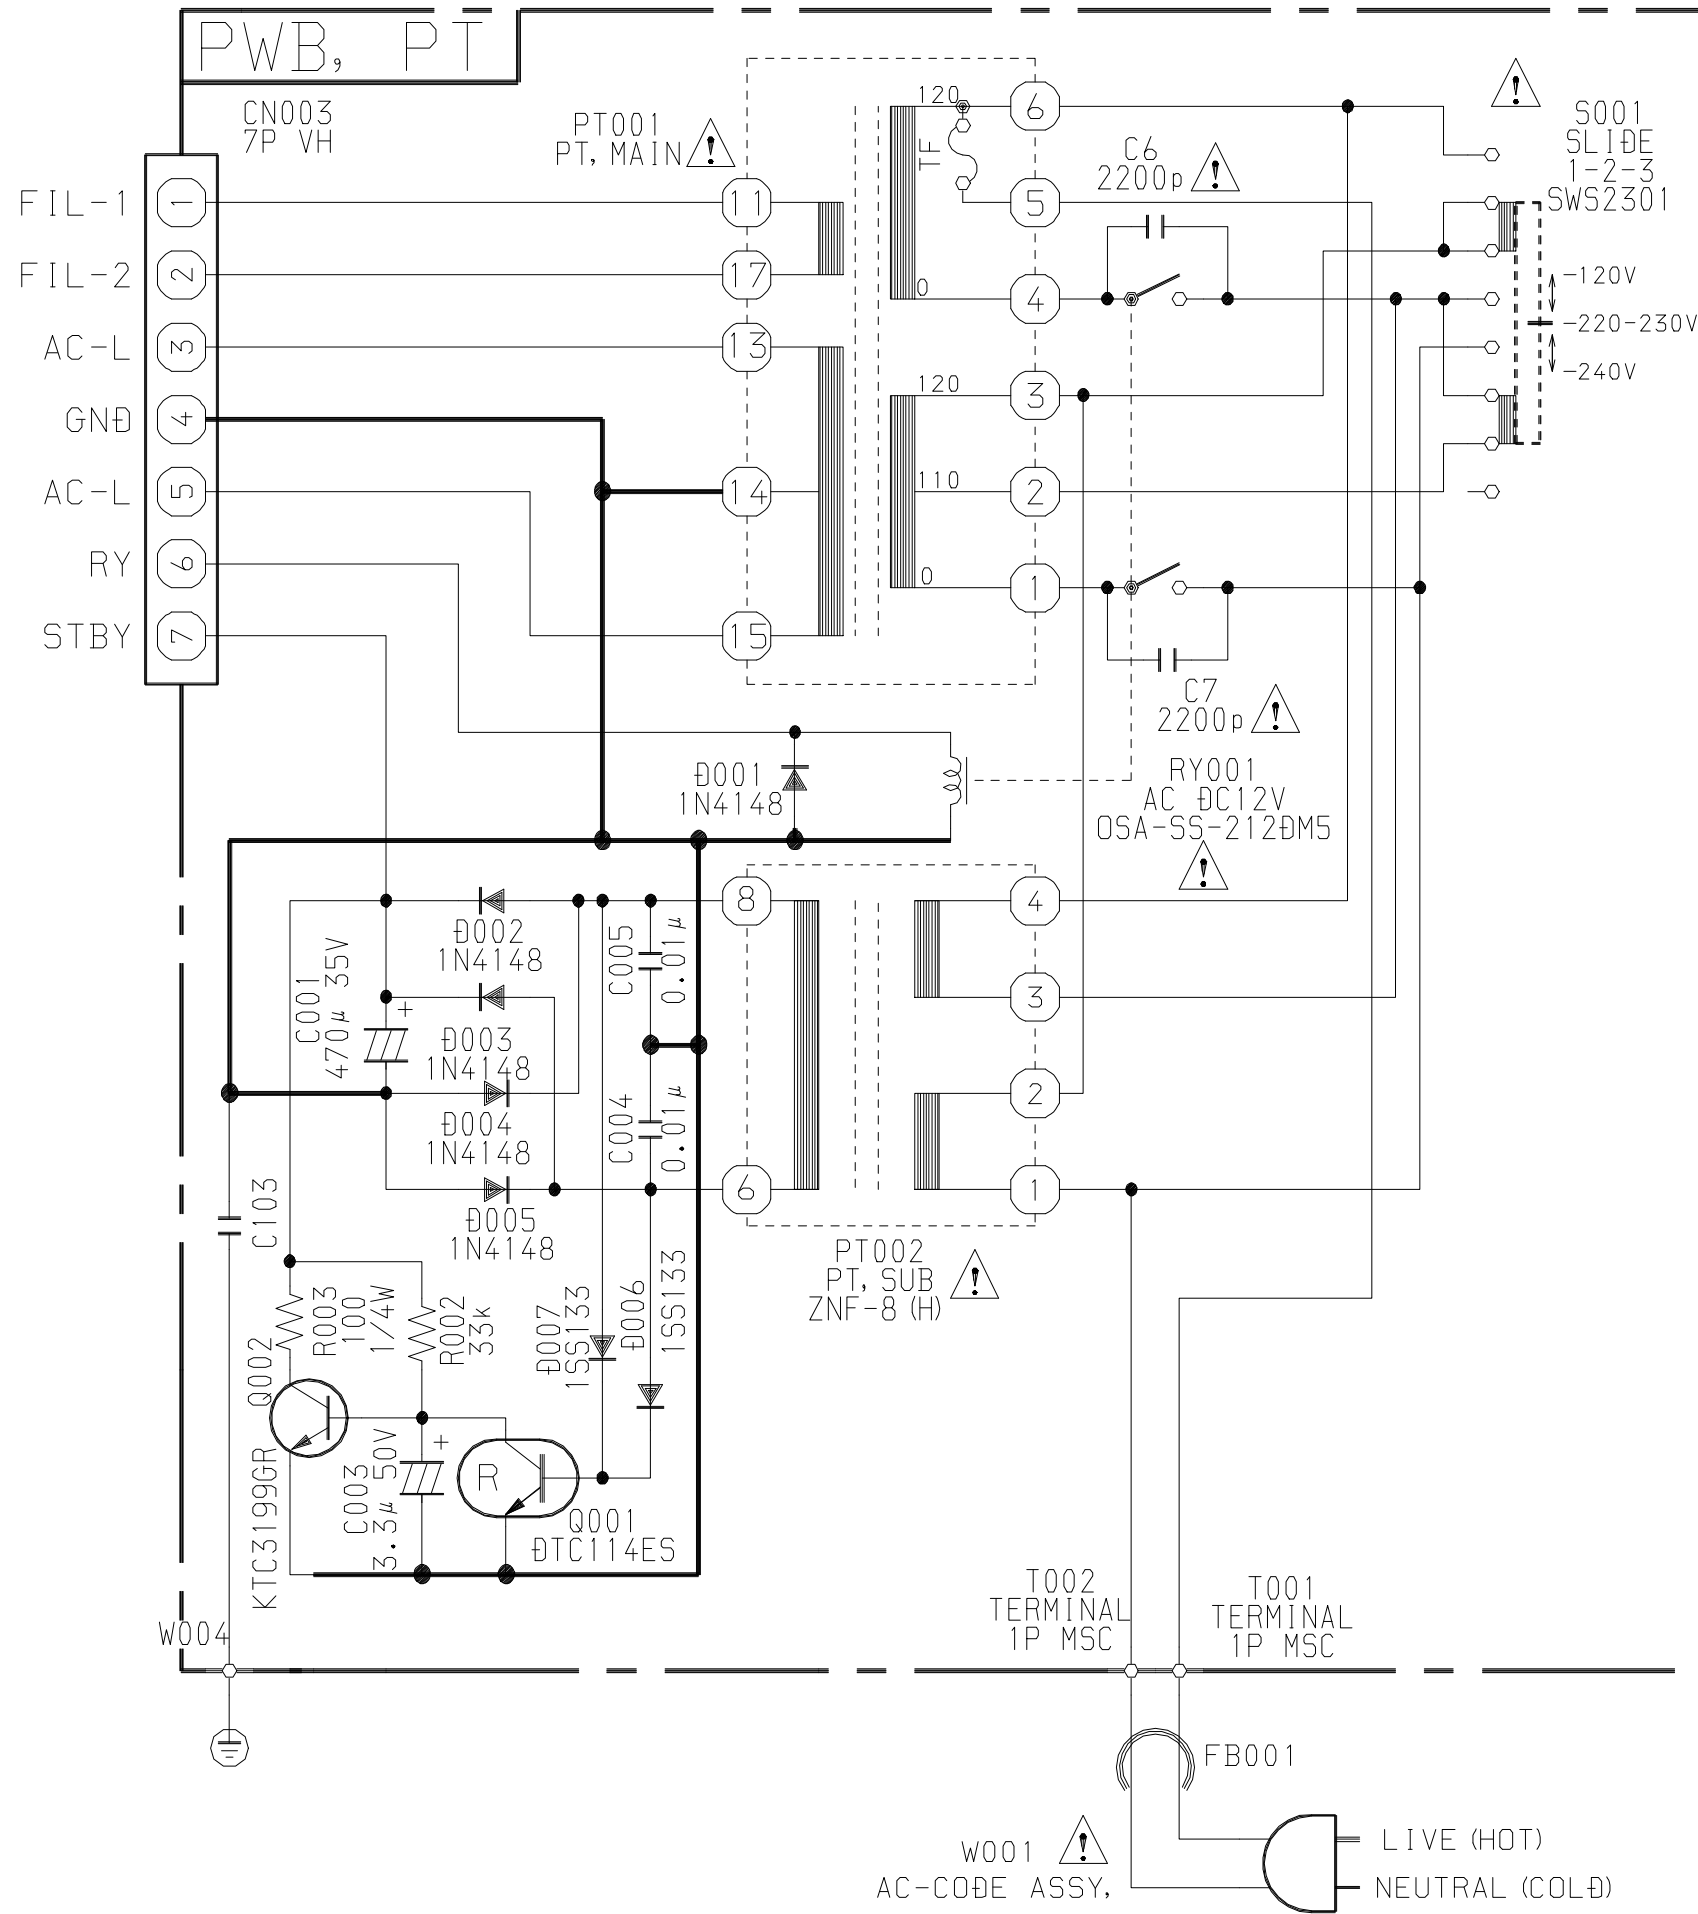 PWB, PT
CN003
7P VH
FIL-1
FIL-2
AC-L
GND
AC-L
RY
STBY
1
2
3
4
5
6
7
PT001
PT, MAIN
!
11
17
13
14
15
120
TF
0
120
110
0
6
5
4
3
2
1
C6
2200p
!
!
S001
SLIDE
1-2-3
SWS2301
-120V
-220-230V
-240V
C7
2200p
!
RY001
AC DC12V
OSA-SS-212DM5
!
D001
1N4148
D002
1N4148
D003
1N4148
D004
1N4148
D005
1N4148
C001
470μ 35V
+
C005
0.01μ
C004
0.01μ
8
6
4
3
2
1
PT002
PT, SUB
ZNF-8 (H)
!
C103
R003
100
1/4W
R002
33k
D007
1SS133
D006
1SS133
Q002
KTC3199GR
C003
3.3μ 50V
+
R
Q001
DTC114ES
W004
T002
TERMINAL
1P MSC
T001
TERMINAL
1P MSC
FB001
W001
!
AC-CODE ASSY,
LIVE (HOT)
NEUTRAL (COLD)